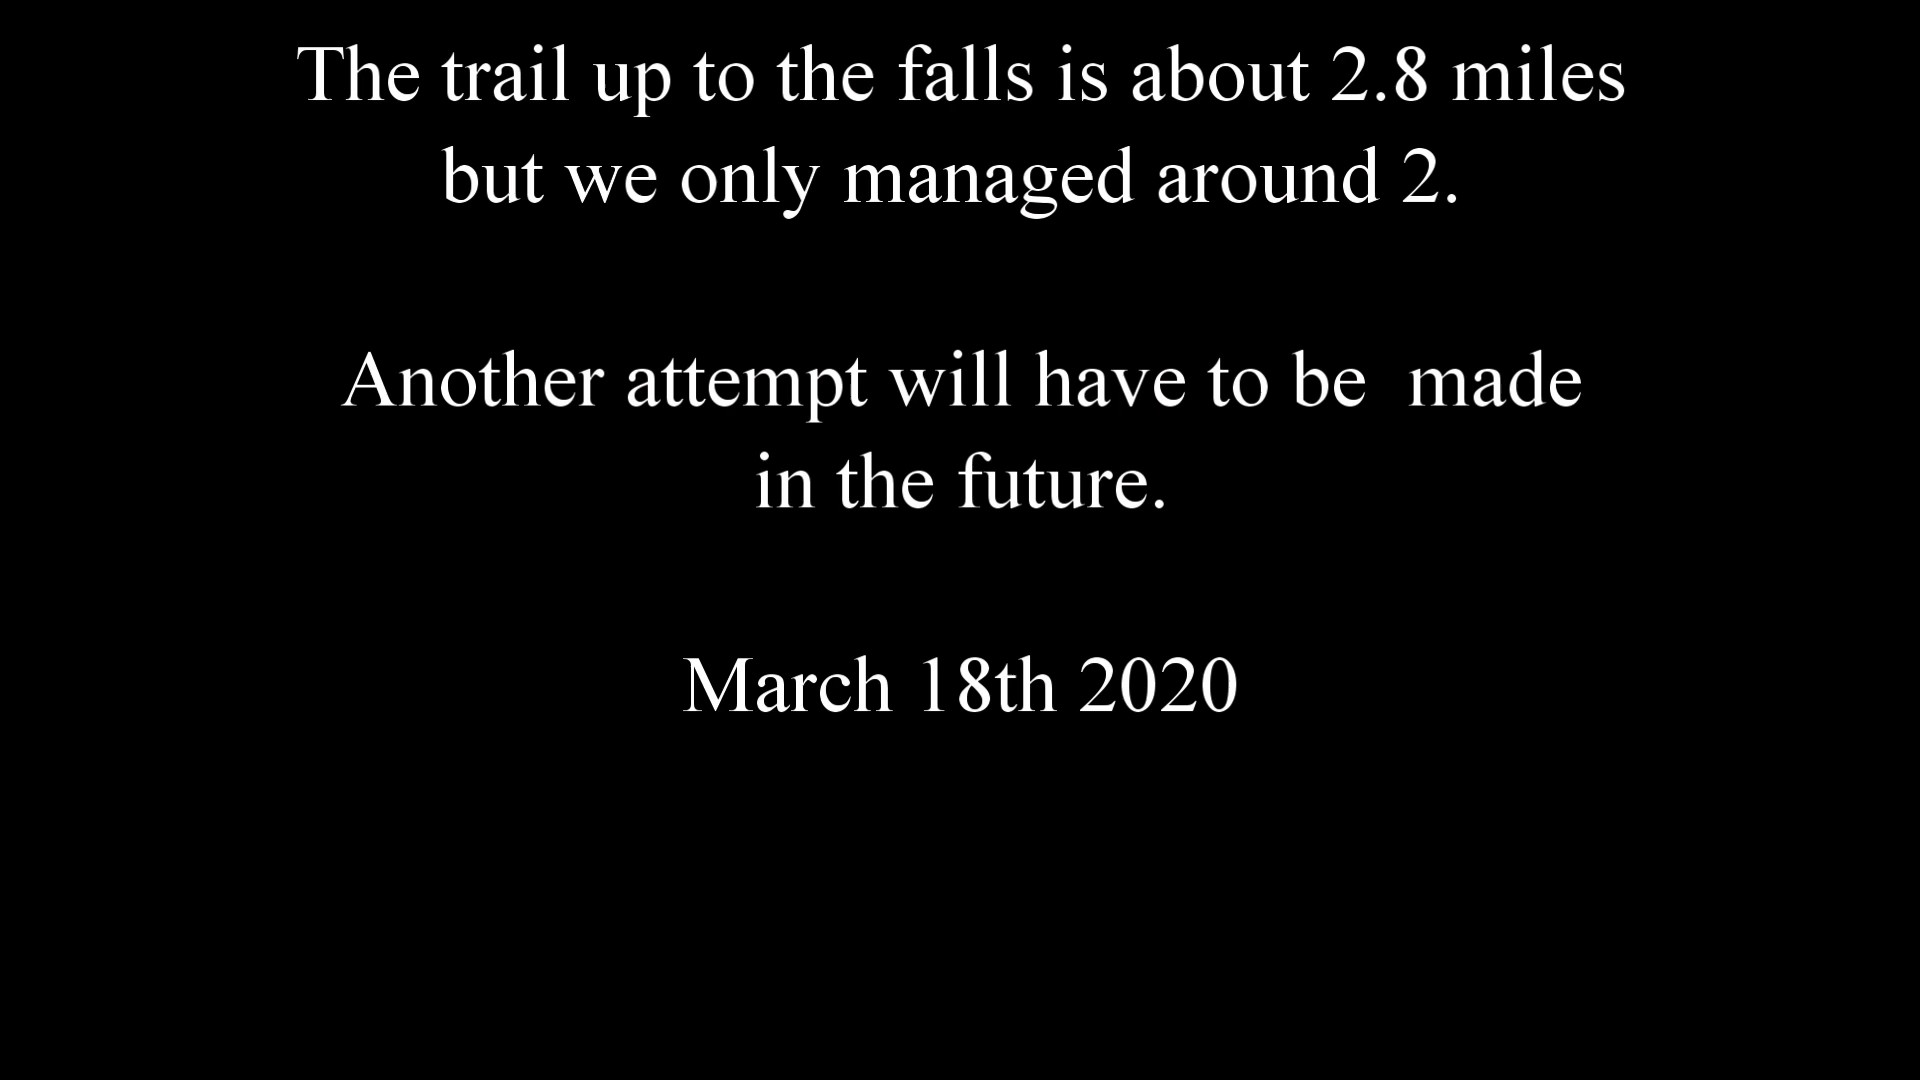 The trail up to the falls is about 2.8 miles
but we only managed around 2.
Another attempt will have to be  made
in the future.
March 18th 2020